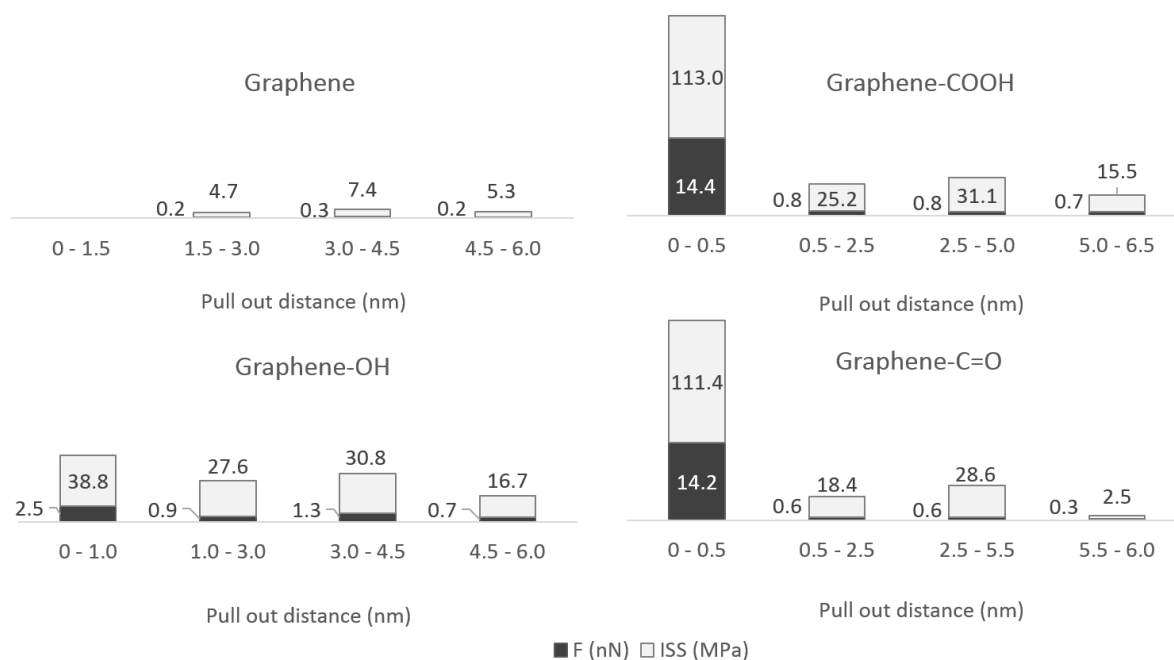 Graphene
4.7
7.4
5.3
0.2
0.3
0.2
0 - 1.5
1.5 - 3.0
3.0 - 4.5
4.5 - 6.0
Pull out distance (nm)
Graphene-COOH
113.0
14.4
0.8
25.2
0.8
31.1
0.7
15.5
0 - 0.5
0.5 - 2.5
2.5 - 5.0
5.0 - 6.5
Pull out distance (nm)
Graphene-OH
38.8
2.5
27.6
0.9
30.8
1.3
16.7
0.7
0 - 1.0
1.0 - 3.0
3.0 - 4.5
4.5 - 6.0
Pull out distance (nm)
Graphene-C=O
111.4
14.2
18.4
0.6
28.6
0.6
2.5
0.3
0 - 0.5
0.5 - 2.5
2.5 - 5.5
5.5 - 6.0
Pull out distance (nm)
F (nN) ISS (MPa)